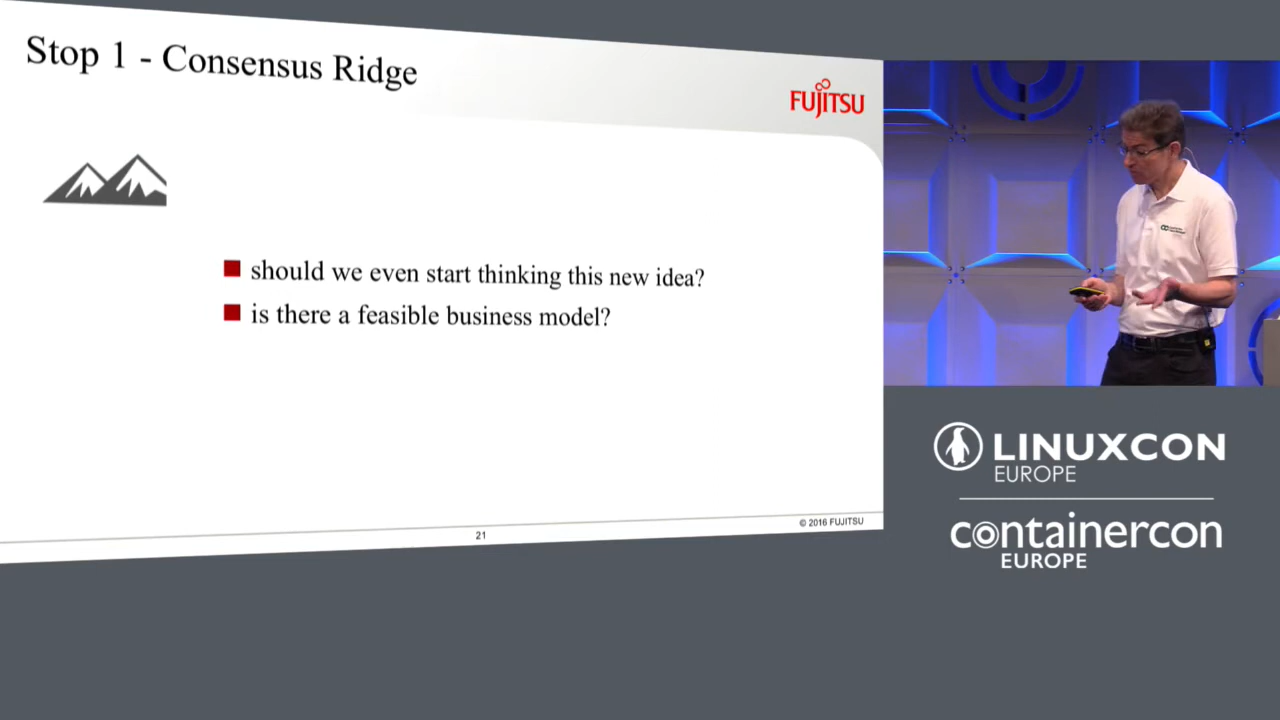 Stop 1 - Consensus Ridge
FUJITSU
should we even start thinking this new idea?
is there a feasible business model?
21
© 2016 FUJITSU
LINUXCON
EUROPE
containercon
EUROPE